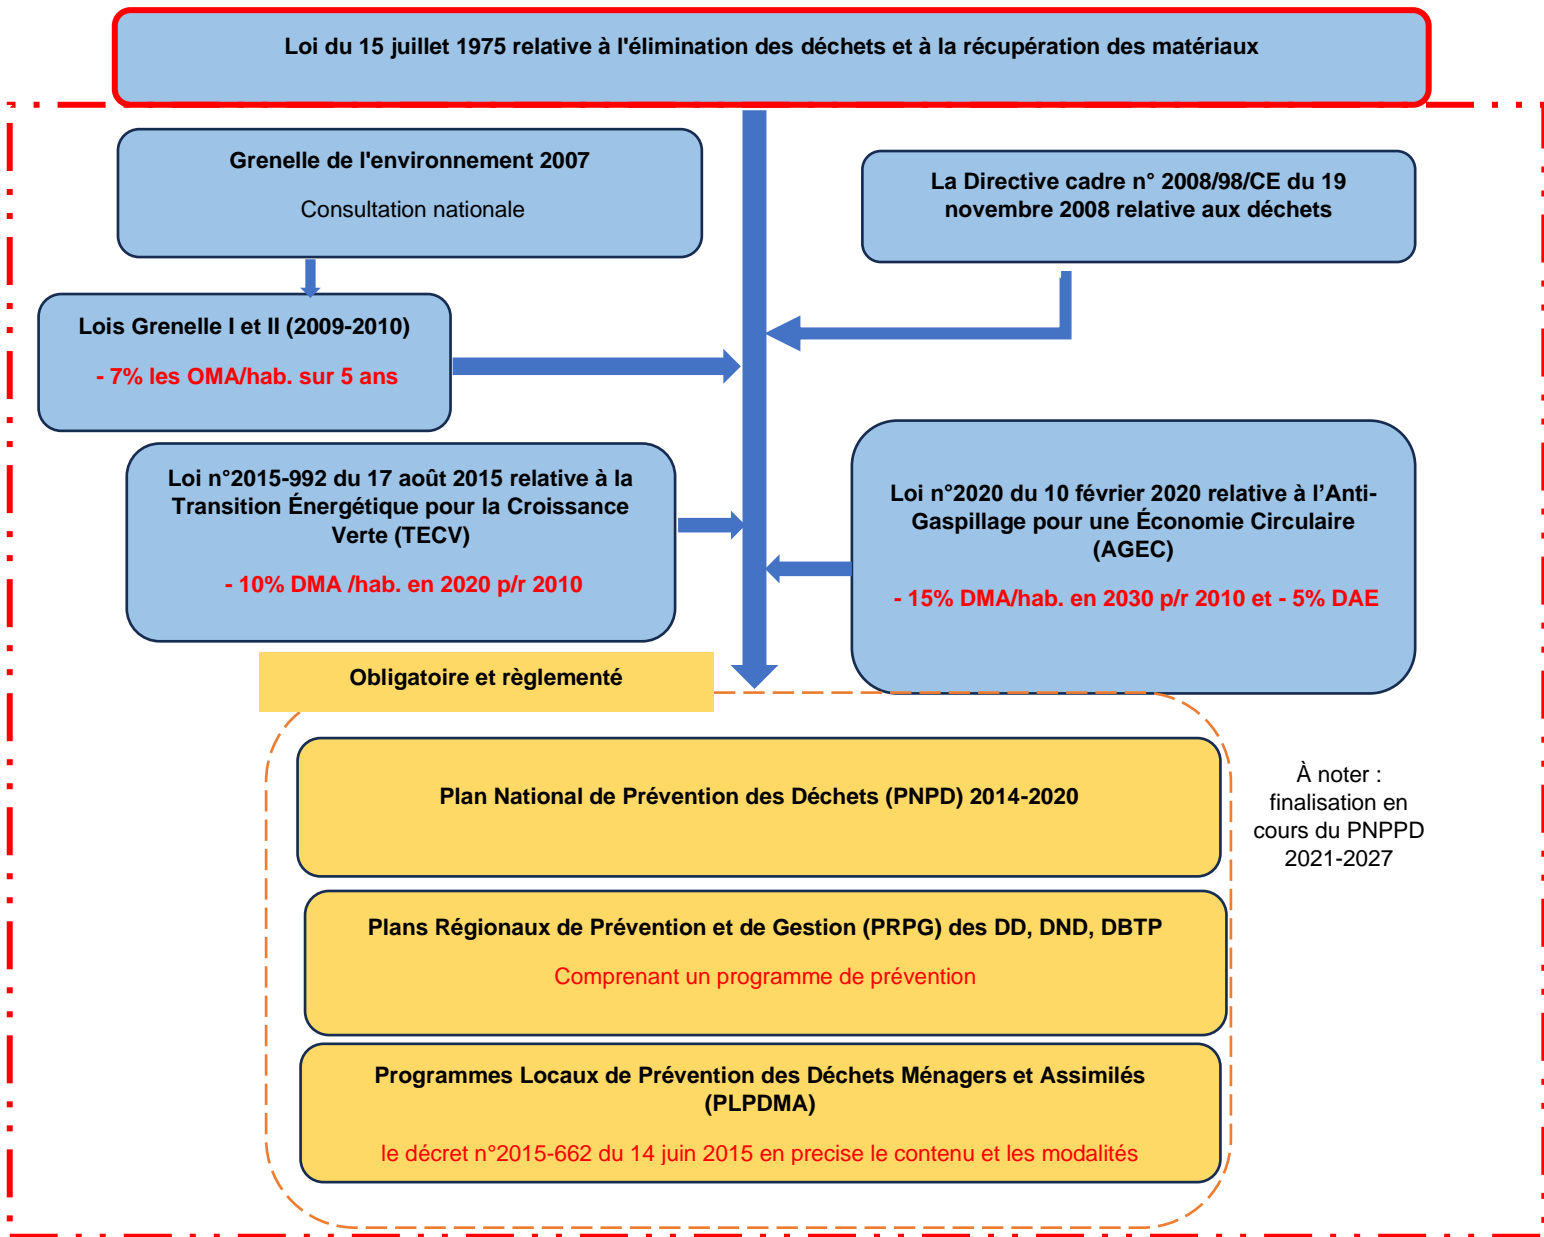 Loi du 15 juillet 1975 relative à l'élimination des déchets et à la récupération des matériaux
Grenelle de l'environnement 2007
Consultation nationale
La Directive cadre n° 2008/98/CE du 19
novembre 2008 relative aux déchets
Lois Grenelle I et II (2009-2010)
- 7% les OMA/hab. sur 5 ans
Loi n°2015-992 du 17 août 2015 relative à la
Transition Énergétique pour la Croissance
Verte (TECV)
- 10% DMA /hab. en 2020 p/r 2010
Loi n°2020 du 10 février 2020 relative à l’Anti-
Gaspillage pour une Économie Circulaire
(AGEC)
- 15% DMA/hab. en 2030 p/r 2010 et - 5% DAE
Obligatoire et règlementé
Plan National de Prévention des Déchets (PNPD) 2014-2020
À noter :
finalisation en
cours du PNPPD
2021-2027
Plans Régionaux de Prévention et de Gestion (PRPG) des DD, DND, DBTP
Comprenant un programme de prévention
Programmes Locaux de Prévention des Déchets Ménagers et Assimilés
(PLPDMA)
le décret n°2015-662 du 14 juin 2015 en precise le contenu et les modalités